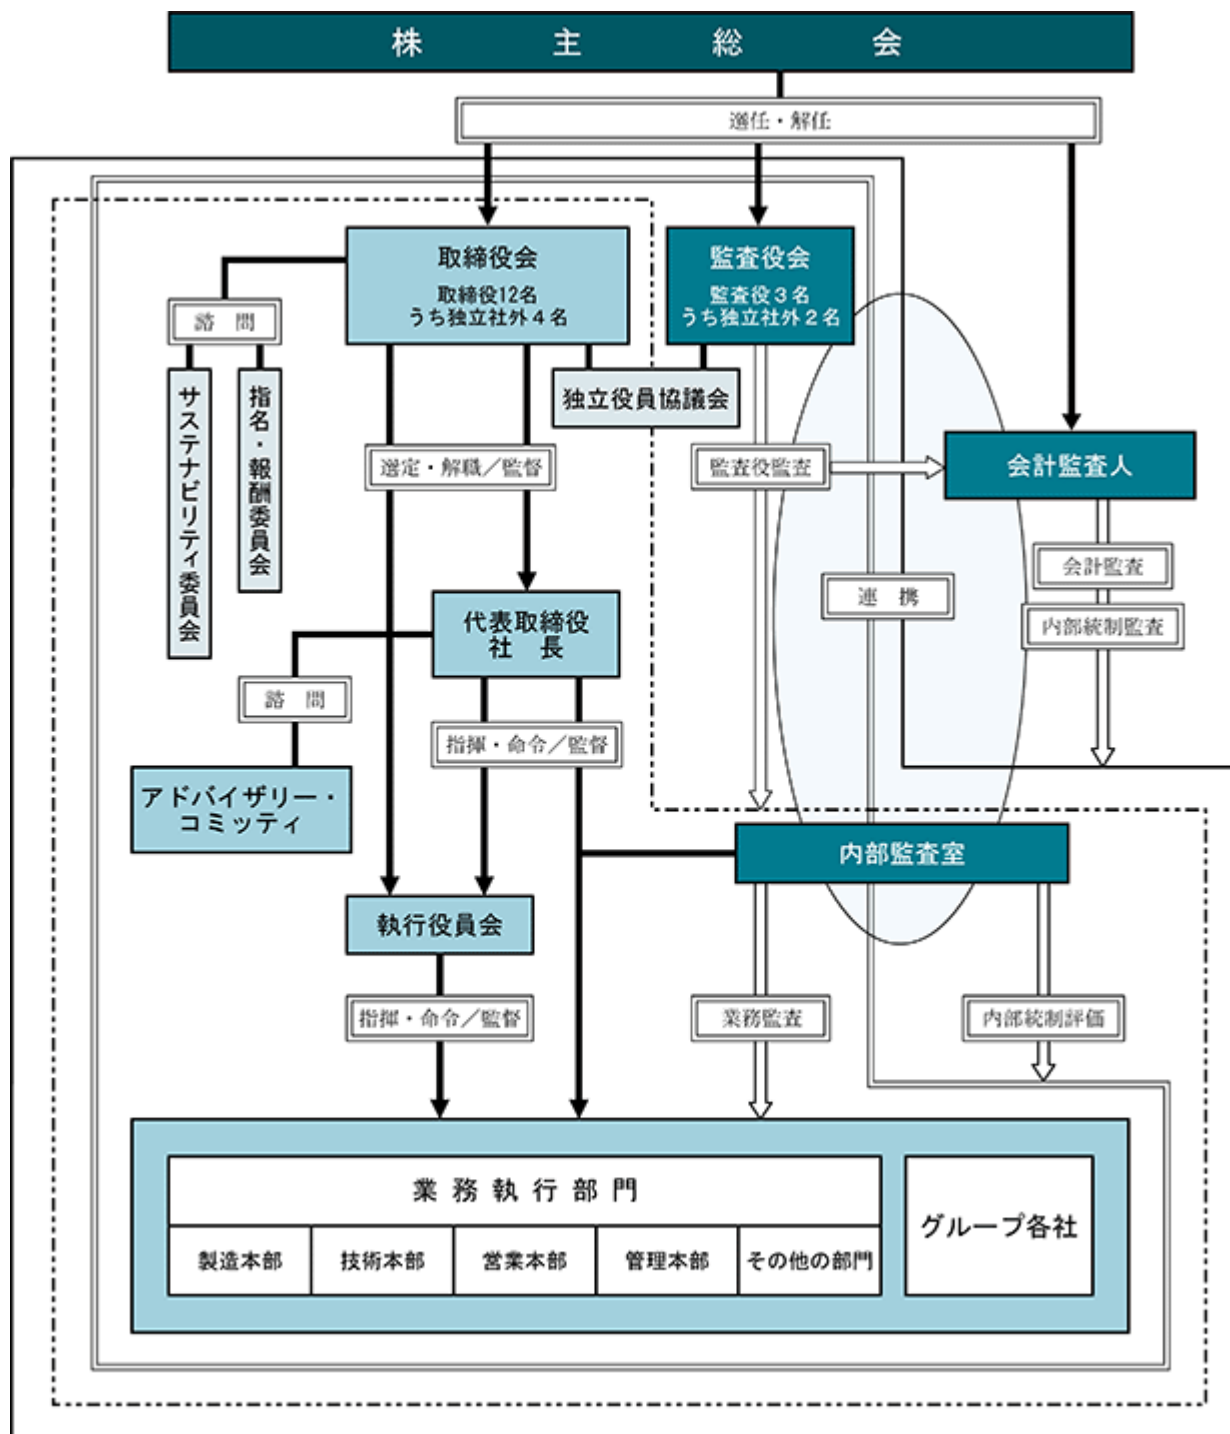 株主総会
選任・解任
取締役会
取締役12名
うち独立社外4名
監査役会
監査役3名
うち独立社外2名
諮問
サステナビリティ委員会
指名・報酬委員会
独立役員協議会
選定・解職／監督
監査役監査
会計監査人
会計監査
内部統制監査
連携
代表取締役
社長
諮問
指揮・命令／監督
アドバイザリー・
コミッティ
内部監査室
執行役員会
指揮・命令／監督
業務監査
内部統制評価
業務執行部門
製造本部
技術本部
営業本部
管理本部
その他の部門
グループ各社